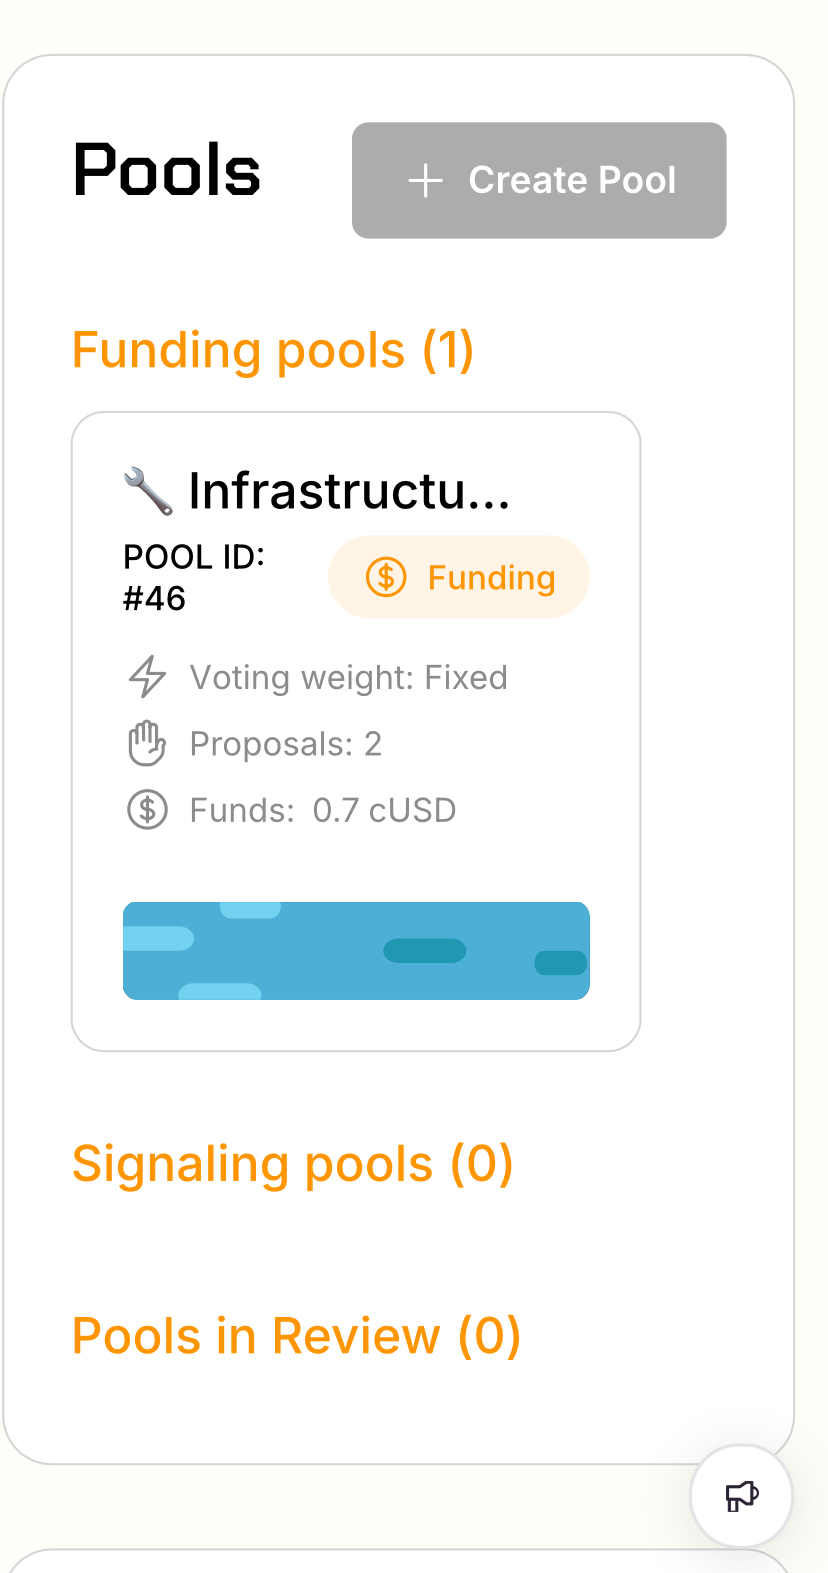 Pools
Create Pool
Funding pools (1)
🔧 Infrastructu...
POOL ID:
#46
Funding
Voting weight: Fixed
Proposals: 2
Funds: 0.7 cUSD
Signaling pools (0)
Pools in Review (0)